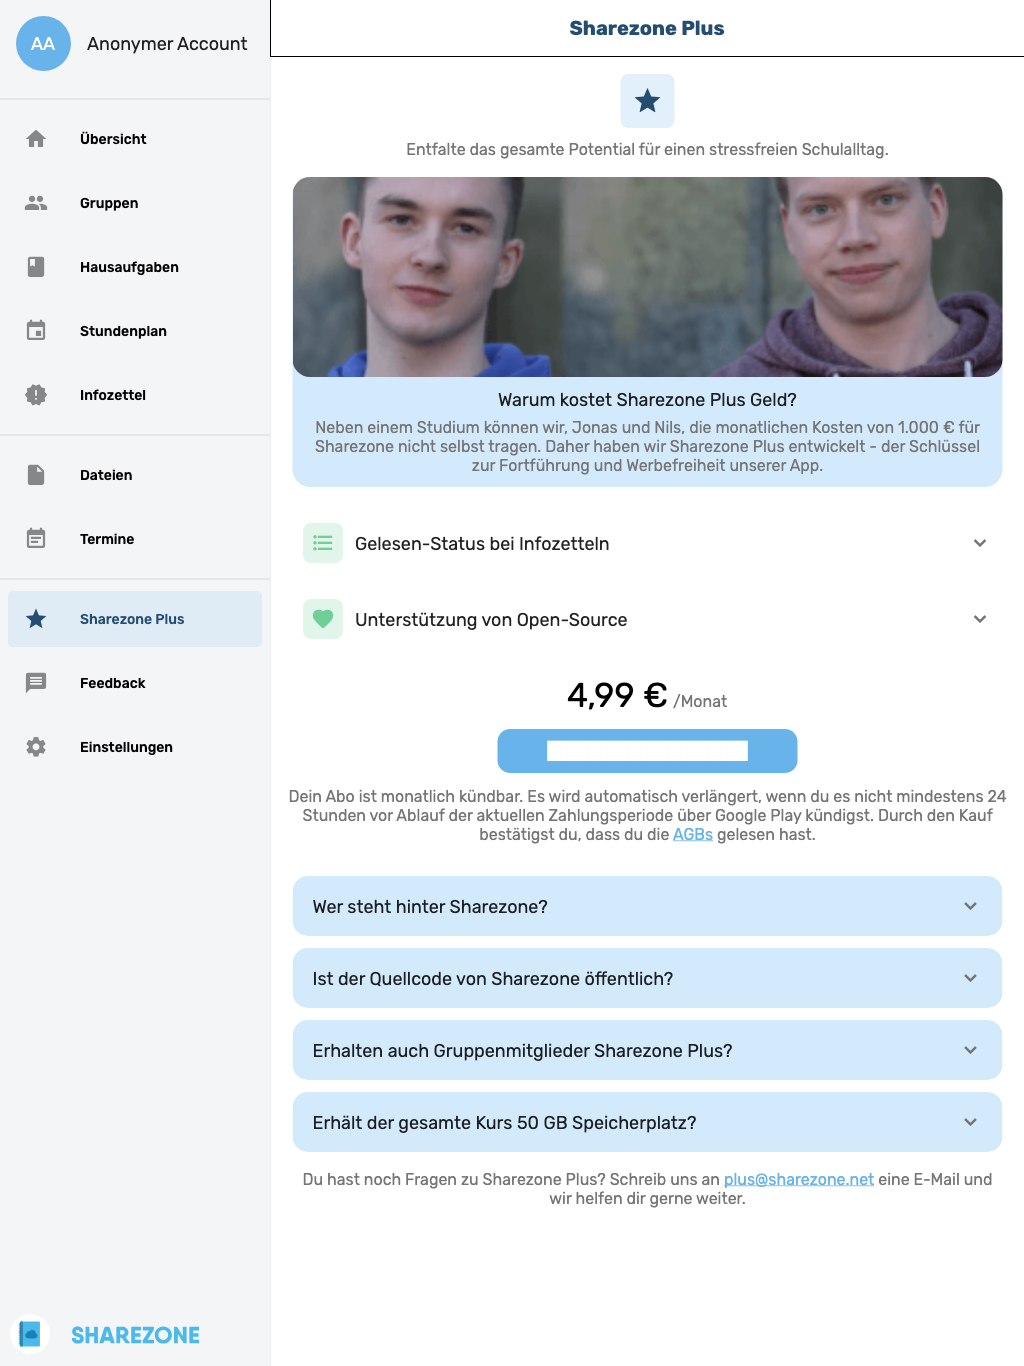 AA
Anonymer Account
Übersicht
Gruppen
Hausaufgaben
Stundenplan
Infozettel
Dateien
Termine
Sharezone Plus
Feedback
Einstellungen
SHAREZONE
Sharezone Plus
Entfalte das gesamte Potential für einen stressfreien Schulalltag.
Warum kostet Sharezone Plus Geld?
Neben einem Studium können wir, Jonas und Nils, die monatlichen Kosten von 1.000 € für
Sharezone nicht selbst tragen. Daher haben wir Sharezone Plus entwickelt - der Schlüssel
zur Fortführung und Werbefreiheit unserer App.
Gelesen-Status bei Infozetteln
Unterstützung von Open-Source
4,99 € /Monat
Dein Abo ist monatlich kündbar. Es wird automatisch verlängert, wenn du es nicht mindestens 24
Stunden vor Ablauf der aktuellen Zahlungsperiode über Google Play kündigst. Durch den Kauf
bestätigst du, dass du die AGBs gelesen hast.
Wer steht hinter Sharezone?
Ist der Quellcode von Sharezone öffentlich?
Erhalten auch Gruppenmitglieder Sharezone Plus?
Erhält der gesamte Kurs 50 GB Speicherplatz?
Du hast noch Fragen zu Sharezone Plus? Schreib uns an plus@sharezone.net eine E-Mail und
wir helfen dir gerne weiter.